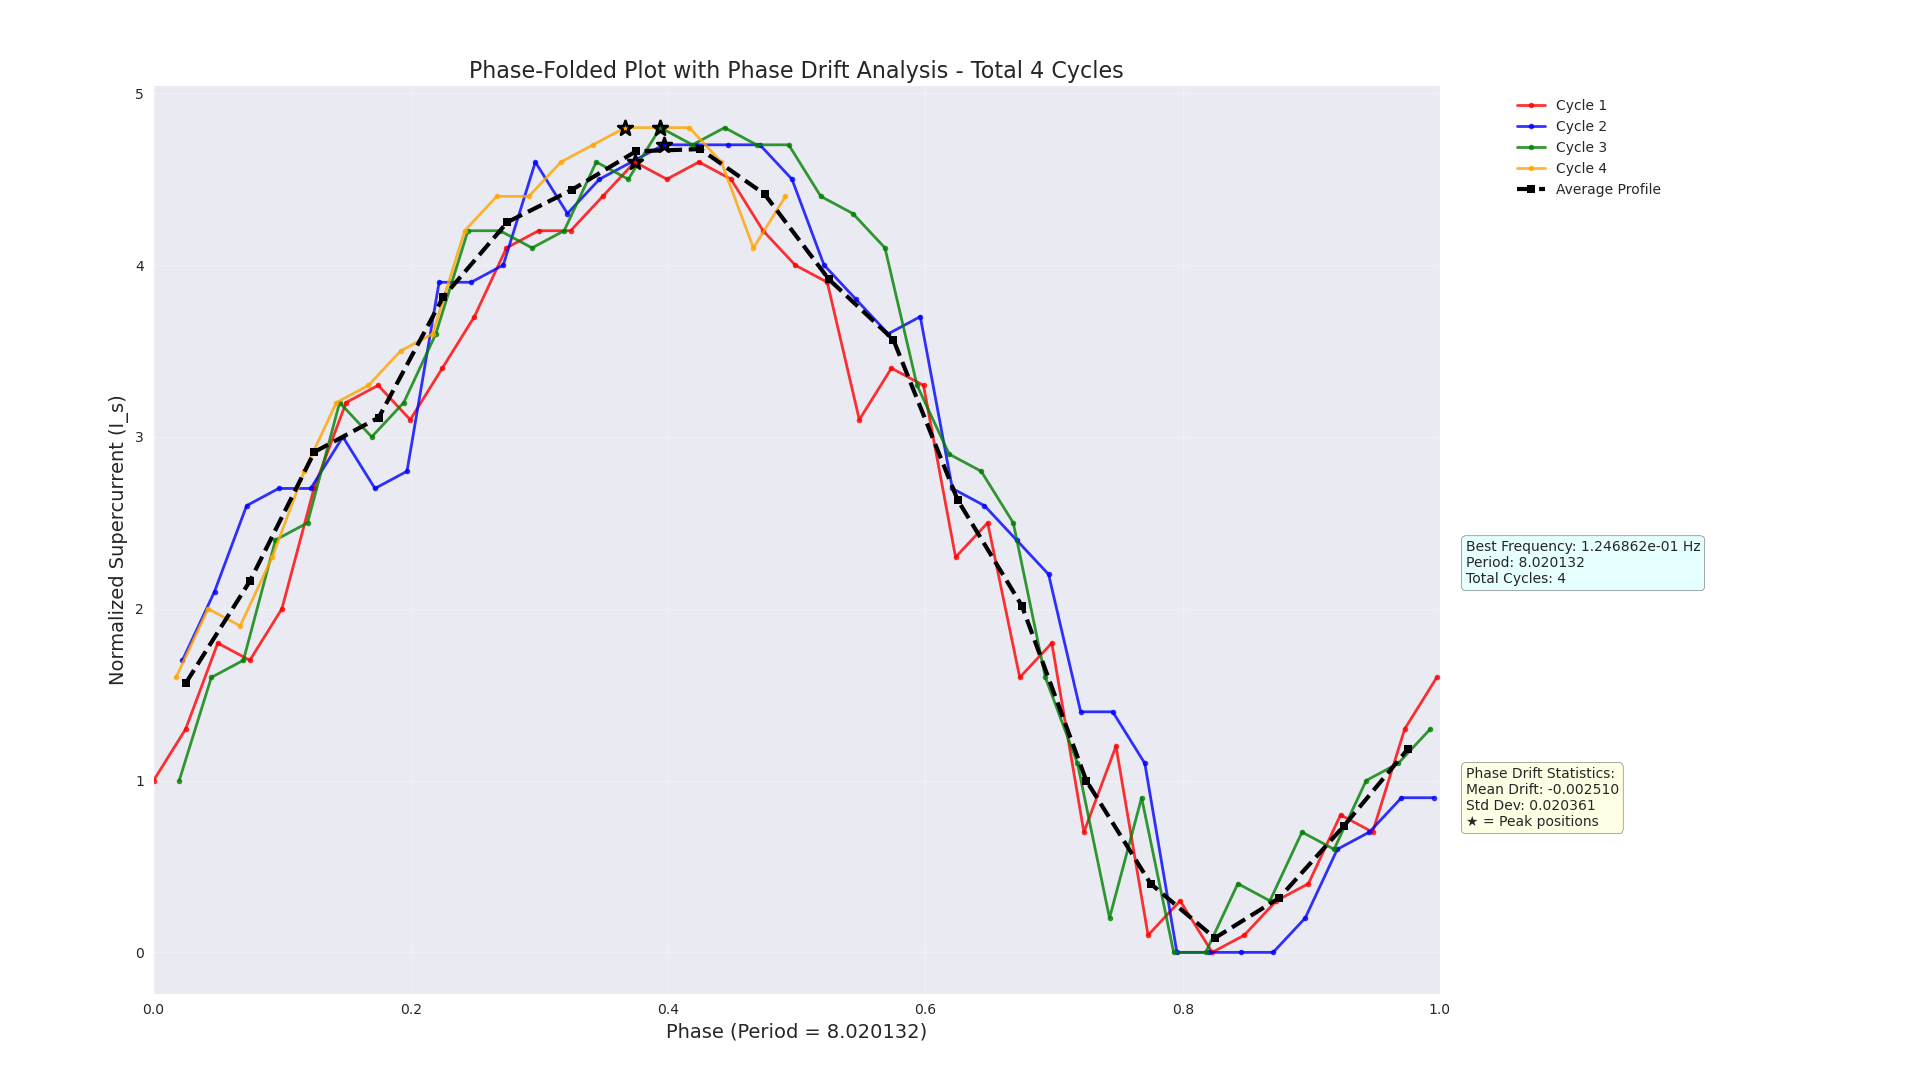 Phase-Folded Plot with Phase Drift Analysis - Total 4 Cycles
Normalized Supercurrent (I_s)
5
4
3
2
1
0
0.0 0.2 0.4 0.6 0.8 1.0
Phase (Period = 8.020132)
Cycle 1
Cycle 2
Cycle 3
Cycle 4
Average Profile
Best Frequency: 1.246862e-01 Hz
Period: 8.020132
Total Cycles: 4
Phase Drift Statistics:
Mean Drift: -0.002510
Std Dev: 0.020361
★ = Peak positions